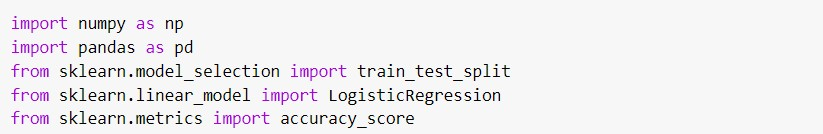 import numpy as np
import pandas as pd
from sklearn.model_selection import train_test_split
from sklearn.linear_model import LogisticRegression
from sklearn.metrics import accuracy_score